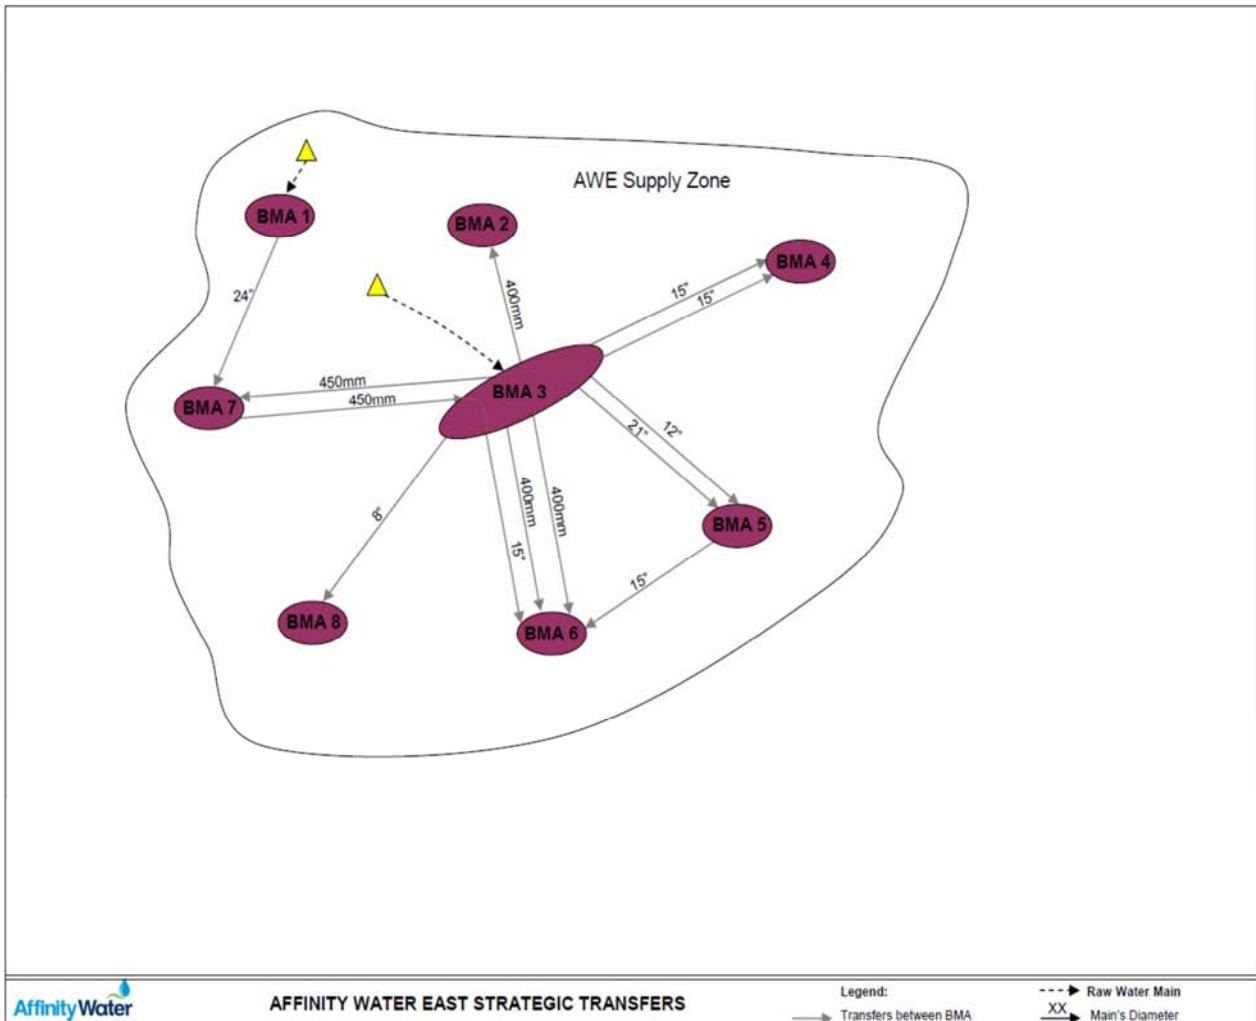 AWE Supply Zone
BMA 1
BMA 2
BMA 4
24"
400mm
15"
15"
450mm
BMA 3
450mm
BMA 7
21"
12"
8"
400mm
400mm
15"
BMA 5
15"
BMA 8
BMA 6
AffinityWater
AFFINITY WATER EAST STRATEGIC TRANSFERS
Legend:
Transfers between BMA
Raw Water Main
XX
Main's Diameter